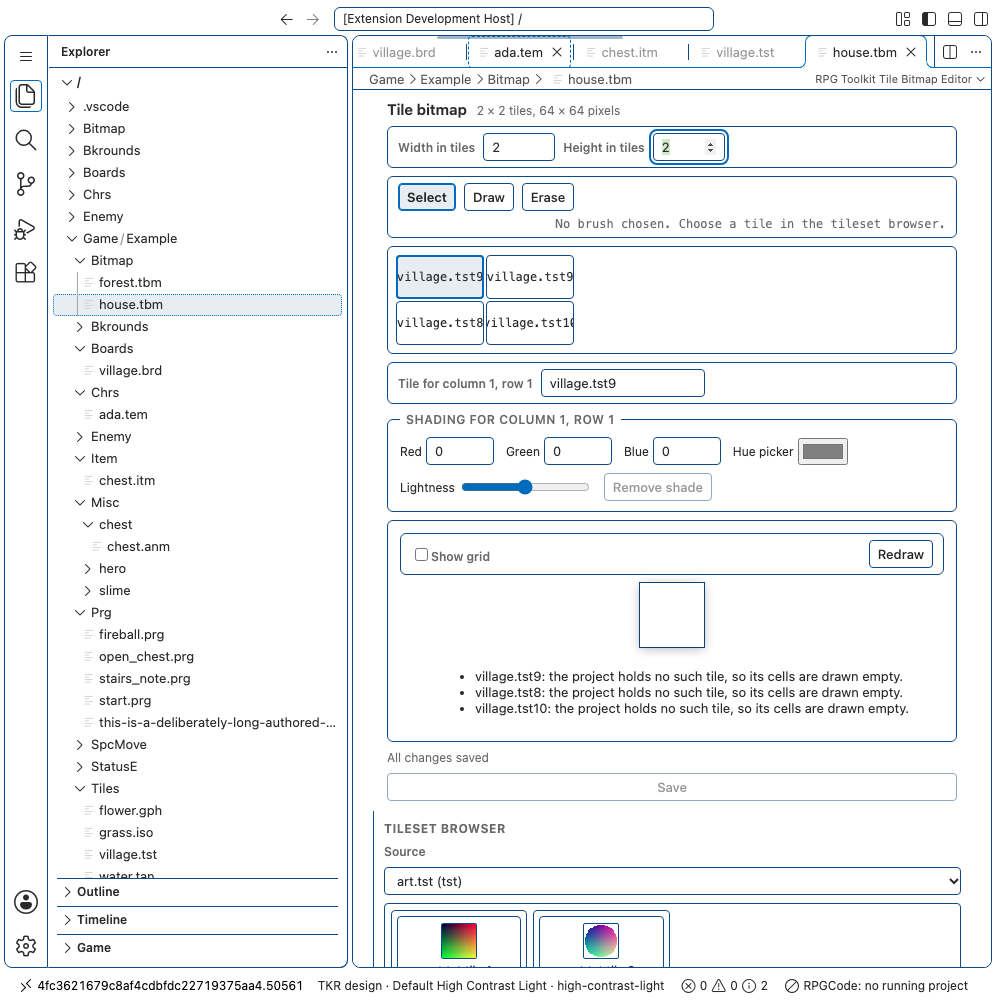 [Extension Development Host] /
Explorer
/
.vscode
Bitmap
Bkrounds
Boards
Chrs
Enemy
Game / Example
Bitmap
forest.tbm
house.tbm
Bkrounds
Boards
village.brd
Chrs
ada.tem
Enemy
Item
chest.itm
Misc
chest
chest.anm
hero
slime
Prg
fireball.prg
open_chest.prg
stairs_note.prg
start.prg
this-is-a-deliberately-long-authored-...
SpcMove
StatusE
Tiles
flower.gph
grass.iso
village.tst
water.tan
Outline
Timeline
Game
village.brd ada.tem chest.itm village.tst house.tbm
Game > Example > Bitmap > house.tbm RPG Toolkit Tile Bitmap Editor
Tile bitmap 2 × 2 tiles, 64 × 64 pixels
Width in tiles 2 Height in tiles 2
Select Draw Erase
No brush chosen. Choose a tile in the tileset browser.
village.tst9 village.tst9
village.tst8 village.tst10
Tile for column 1, row 1 village.tst9
SHADING FOR COLUMN 1, ROW 1
Red 0 Green 0 Blue 0 Hue picker
Lightness Remove shade
Show grid Redraw
• village.tst9: the project holds no such tile, so its cells are drawn empty.
• village.tst8: the project holds no such tile, so its cells are drawn empty.
• village.tst10: the project holds no such tile, so its cells are drawn empty.
All changes saved
Save
TILESET BROWSER
Source
art.tst (tst)
4fc3621679c8af4cdbfdc22719375aa4.50561 TKR design · Default High Contrast Light · high-contrast-light 0 0 2 RPGCode: no running project